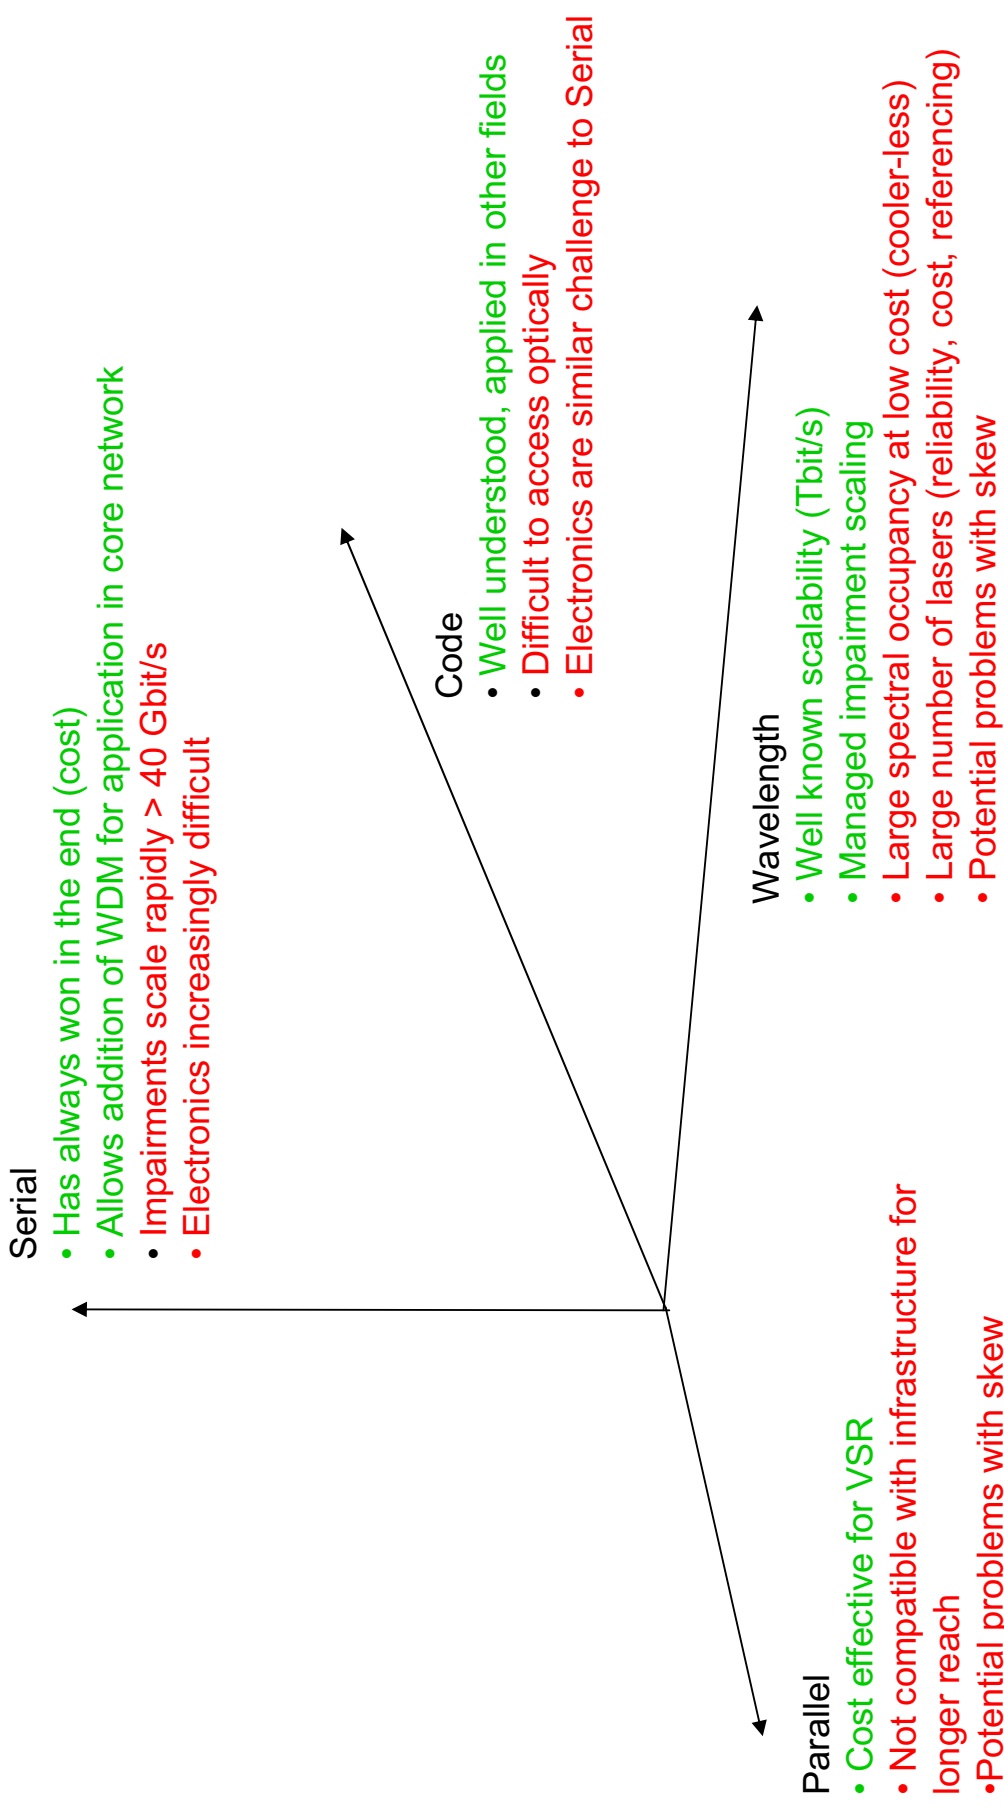 Serial
• Has always won in the end (cost)
• Allows addition of WDM for application in core network
• Impairments scale rapidly > 40 Gbit/s
• Electronics increasingly difficult
Code
• Well understood, applied in other fields
• Difficult to access optically
• Electronics are similar challenge to Serial
Wavelength
• Well known scalability (Tbit/s)
• Managed impairment scaling
• Large spectral occupancy at low cost (cooler-less)
• Large number of lasers (reliability, cost, referencing)
• Potential problems with skew
Parallel
• Cost effective for VSR
• Not compatible with infrastructure for
longer reach
•Potential problems with skew